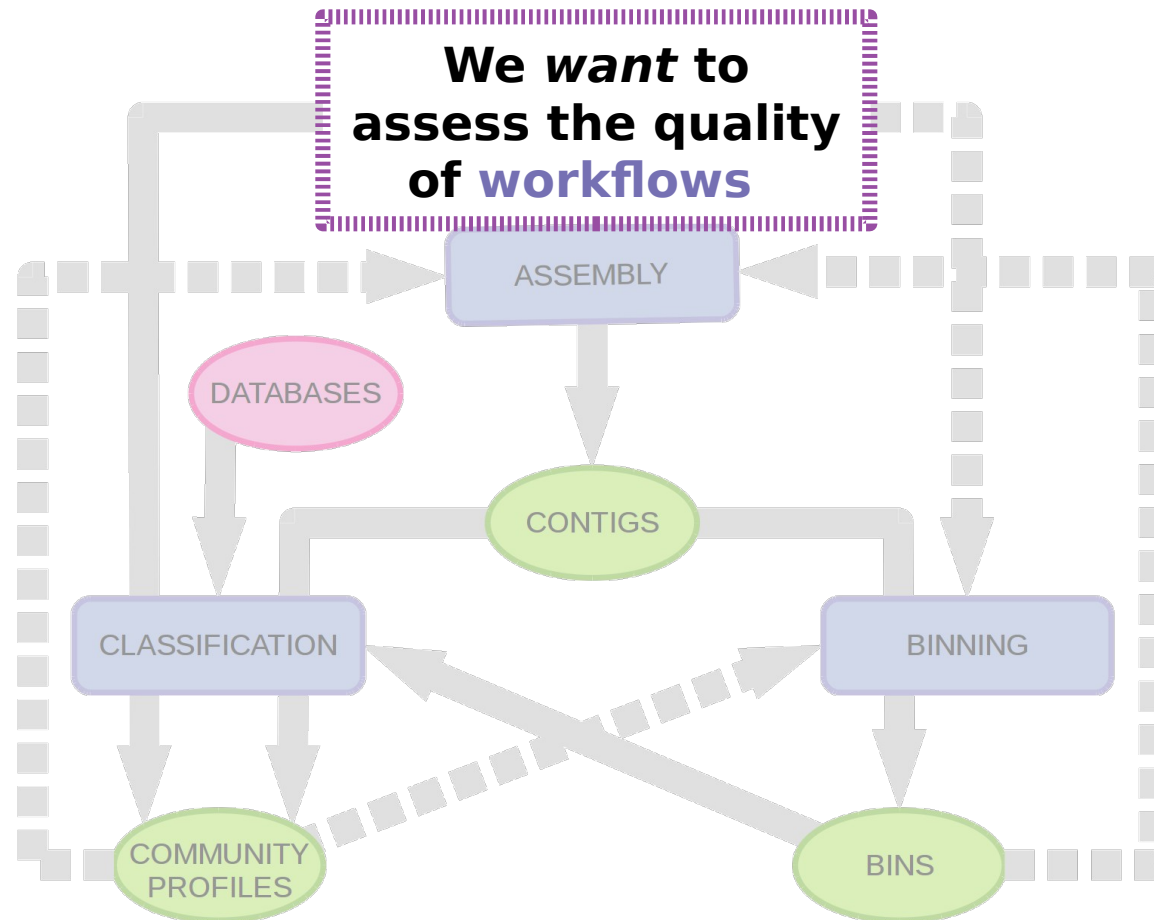 We want to
assess the quality
of workflows
ASSEMBLY
DATABASES
CONTIGS
CLASSIFICATION
BINNING
COMMUNITY
PROFILES
BINS